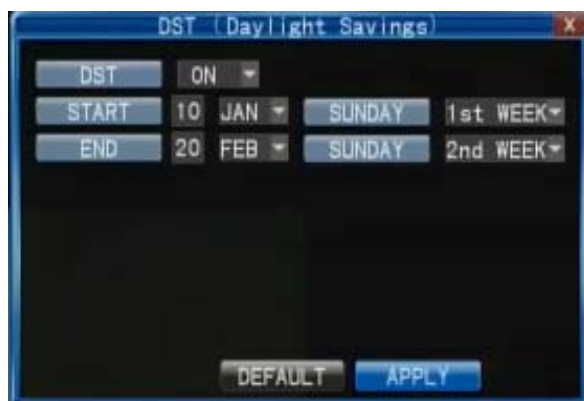 DST (Daylight Savings) X
DST ON
START 10 JAN SUNDAY 1st WEEK
END 20 FEB SUNDAY 2nd WEEK
DEFAULT APPLY